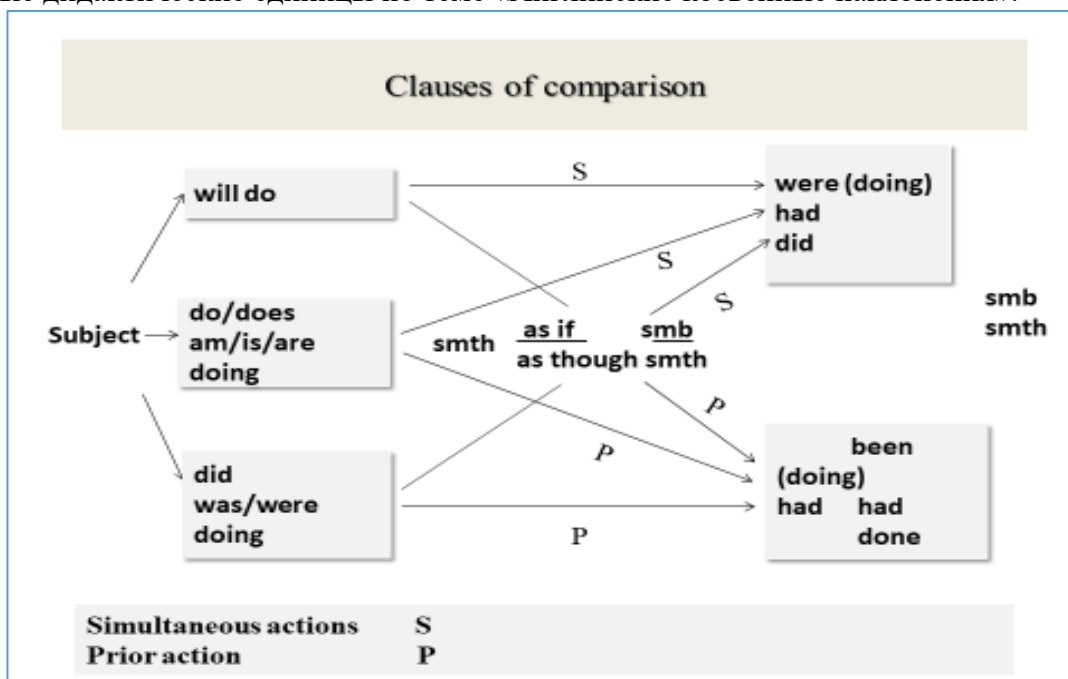 Clauses of comparison
will do
S
were (doing)
had
did
S
S
Subject
do/does
am/is/are
doing
smth
as if
as though
smb
smth
smb
smth
P
P
P
did
was/were
doing
been
(doing)
had had
done
Simultaneous actions S
Prior action P